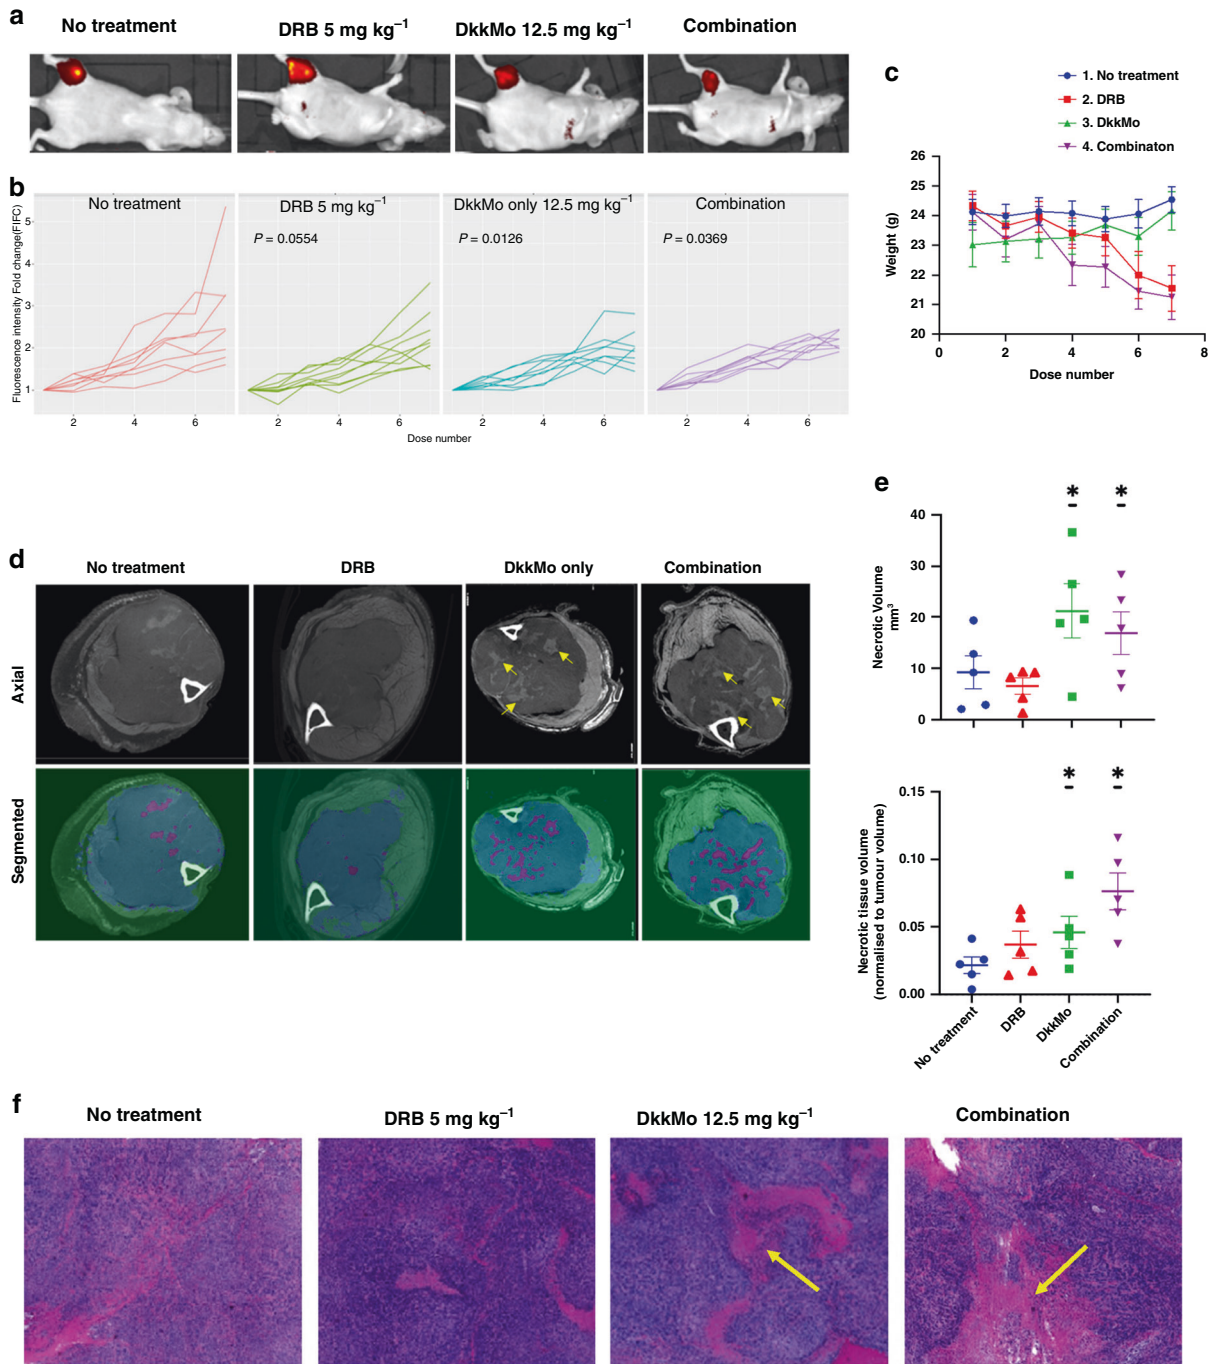 a
No treatment
DRB 5 mg kg⁻¹
DkkMo 12.5 mg kg⁻¹
Combination
b
Fluorescence intensity Fold change(FIFC)
5
4
3
2
1
No treatment
DRB 5 mg kg⁻¹
DkkMo only 12.5 mg kg⁻¹
Combination
P = 0.0554
P = 0.0126
P = 0.0369
2 4 6 2 4 6 2 4 6 2 4 6
Dose number
c
1. No treatment
2. DRB
3. DkkMo
4. Combinaton
Weight (g)
26
25
24
23
22
21
20
0 2 4 6 8
Dose number
d
No treatment
DRB
DkkMo only
Combination
Axial
Segmented
e
* *
Necrotic Volume
mm³
40
30
20
10
0
* *
Necrotic tissue volume
(normalised to tumour volume)
0.15
0.10
0.05
0.00
No treatment
DRB
DkkMo
Combination
f
No treatment
DRB 5 mg kg⁻¹
DkkMo 12.5 mg kg⁻¹
Combination